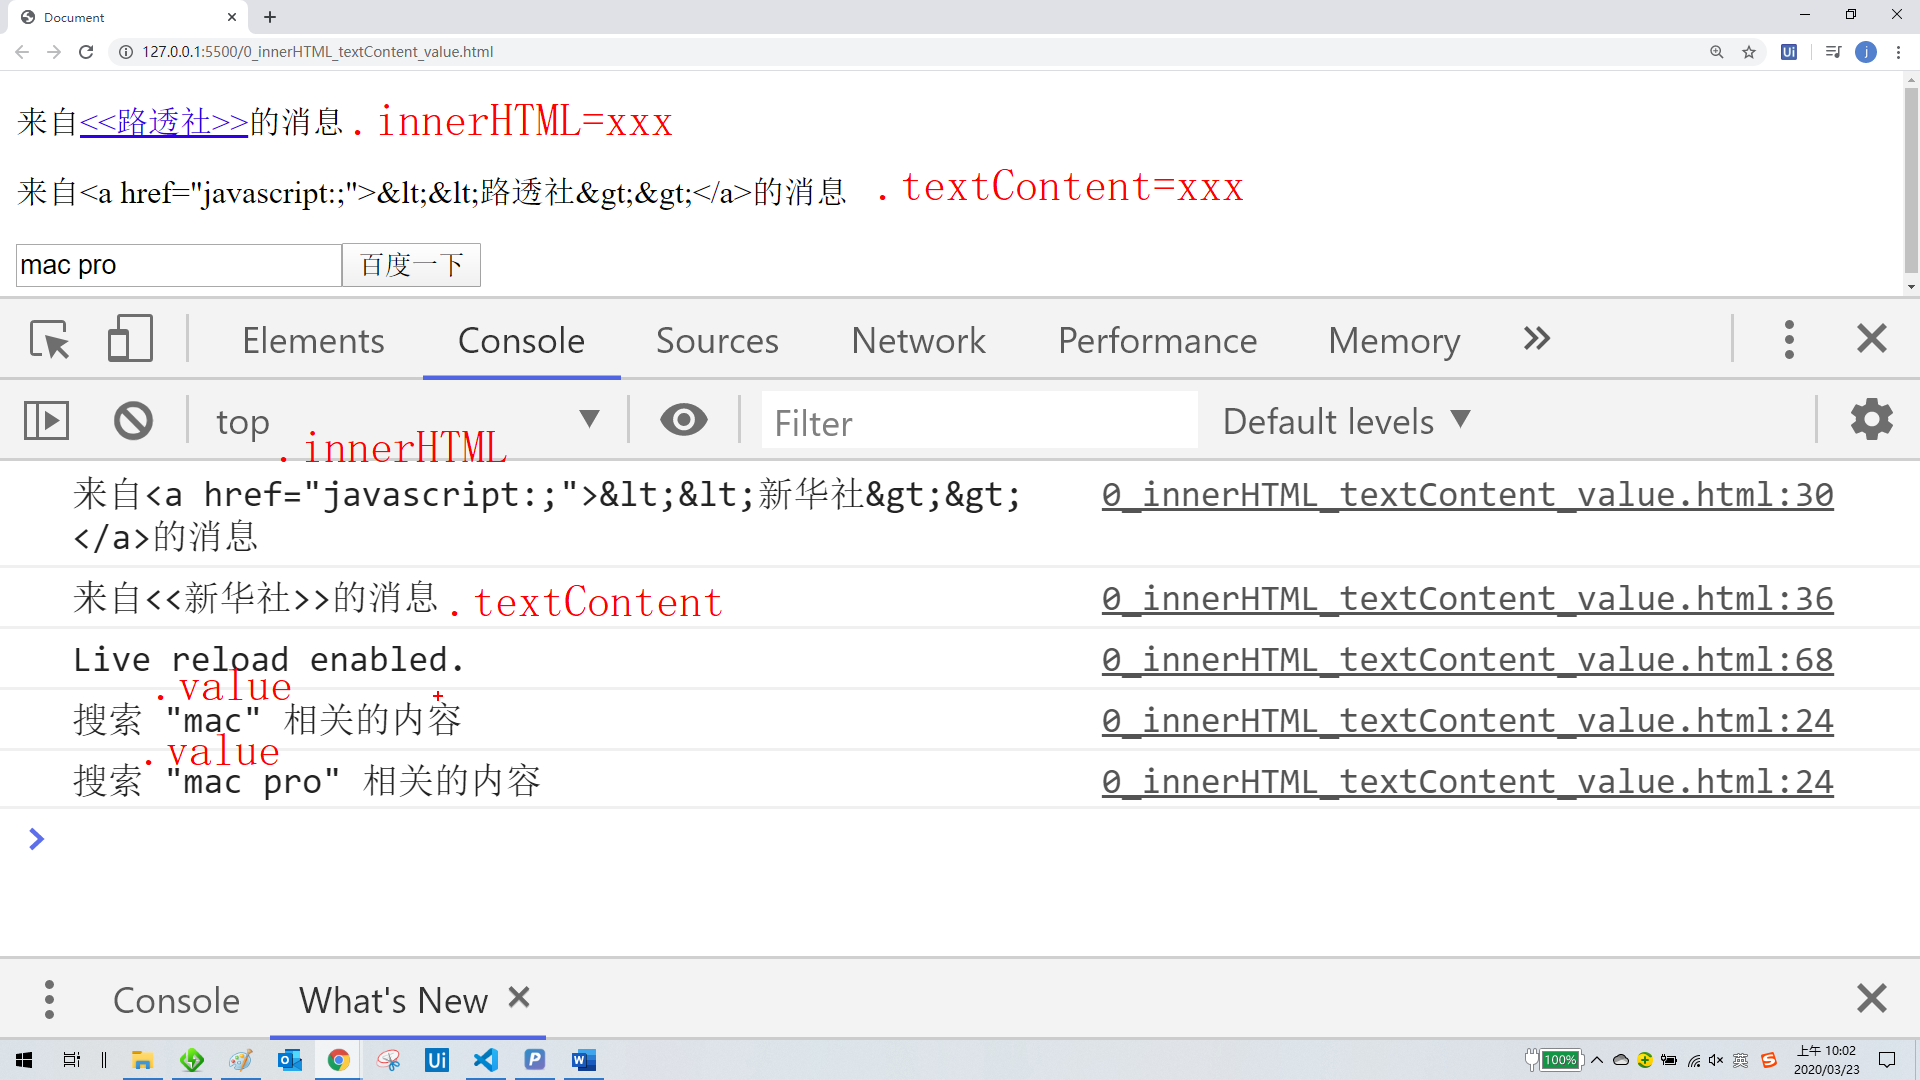 Document
127.0.0.1:5500/0_innerHTML_textContent_value.html
来自<<路透社>>的消息 .innerHTML=xxx
来自<a href="javascript:;">&lt;&lt;路透社&gt;&gt;</a>的消息 .textContent=xxx
mac pro 百度一下
Elements Console Sources Network Performance Memory
top Filter Default levels
.innerHTML
来自<a href="javascript:;">&lt;&lt;新华社&gt;&gt; 0_innerHTML_textContent_value.html:30
</a>的消息
来自<<新华社>>的消息 .textContent 0_innerHTML_textContent_value.html:36
Live reload enabled. 0_innerHTML_textContent_value.html:68
.value
搜索 "mac" 相关的内容 0_innerHTML_textContent_value.html:24
.value
搜索 "mac pro" 相关的内容 0_innerHTML_textContent_value.html:24
Console What's New
100% 英 上午 10:02
2020/03/23